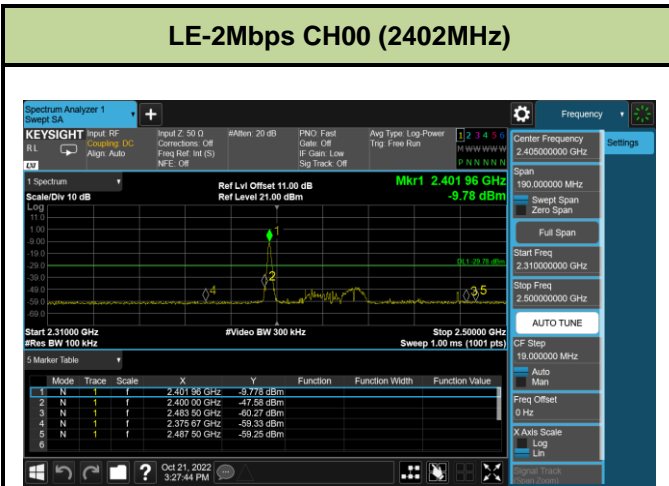 LE-2Mbps CH00 (2402MHz)
Spectrum Analyzer 1
Swept SA
Frequency
KEYSIGHT
RL
LXI
Input: RF
Coupling: DC
Align: Auto
Input Z: 50 Ω
Corrections: Off
Freq Ref: Int (S)
NFE: Off
#Atten: 20 dB
PNO: Fast
Gate: Off
IF Gain: Low
Sig Track: Off
Avg Type: Log-Power
Trig: Free Run
1 2 3 4 5 6
M W W W W W
P N N N N N
1 Spectrum
Scale/Div 10 dB
Ref Lvl Offset 11.00 dB
Ref Level 21.00 dBm
Mkr1 2.401 96 GHz
-9.78 dBm
Log
11.0
1.00
-9.00
-19.0
-29.0
-39.0
-49.0
-59.0
-69.0
1
2
4
3
5
DL1 -29.78 dBm
Start 2.31000 GHz
#Video BW 300 kHz
Stop 2.50000 GHz
#Res BW 100 kHz
Sweep 1.00 ms (1001 pts)
5 Marker Table
Mode Trace Scale X Y Function Function Width Function Value
1 N 1 f 2.401 96 GHz -9.778 dBm
2 N 1 f 2.400 00 GHz -47.58 dBm
3 N 1 f 2.483 50 GHz -60.27 dBm
4 N 1 f 2.375 67 GHz -59.33 dBm
5 N 1 f 2.487 50 GHz -59.25 dBm
6
Oct 21, 2022
3:27:44 PM
Center Frequency
2.405000000 GHz
Settings
Span
190.000000 MHz
Swept Span
Zero Span
Full Span
Start Freq
2.310000000 GHz
Stop Freq
2.500000000 GHz
AUTO TUNE
CF Step
19.000000 MHz
Auto
Man
Freq Offset
0 Hz
X Axis Scale
Log
Lin
Signal Track
(Span Zoom)